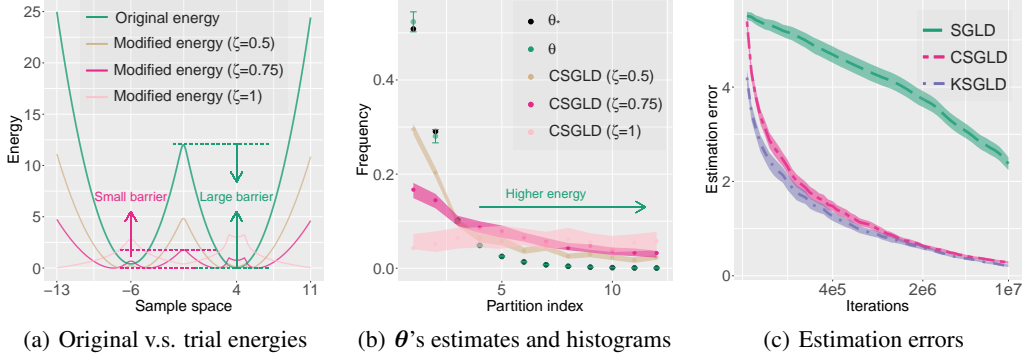 25
20
15
10
5
0
Energy
Original energy
Modified energy (ζ=0.5)
Modified energy (ζ=0.75)
Modified energy (ζ=1)
Small barrier
Large barrier
−13
−6
4
11
Sample space
(a) Original v.s. trial energies
0.4
0.2
0.0
Frequency
θ*
θ
CSGLD (ζ=0.5)
CSGLD (ζ=0.75)
CSGLD (ζ=1)
Higher energy
5
10
Partition index
(b) θ's estimates and histograms
4
2
0
Estimation error
SGLD
CSGLD
KSGLD
4e5
2e6
1e7
Iterations
(c) Estimation errors